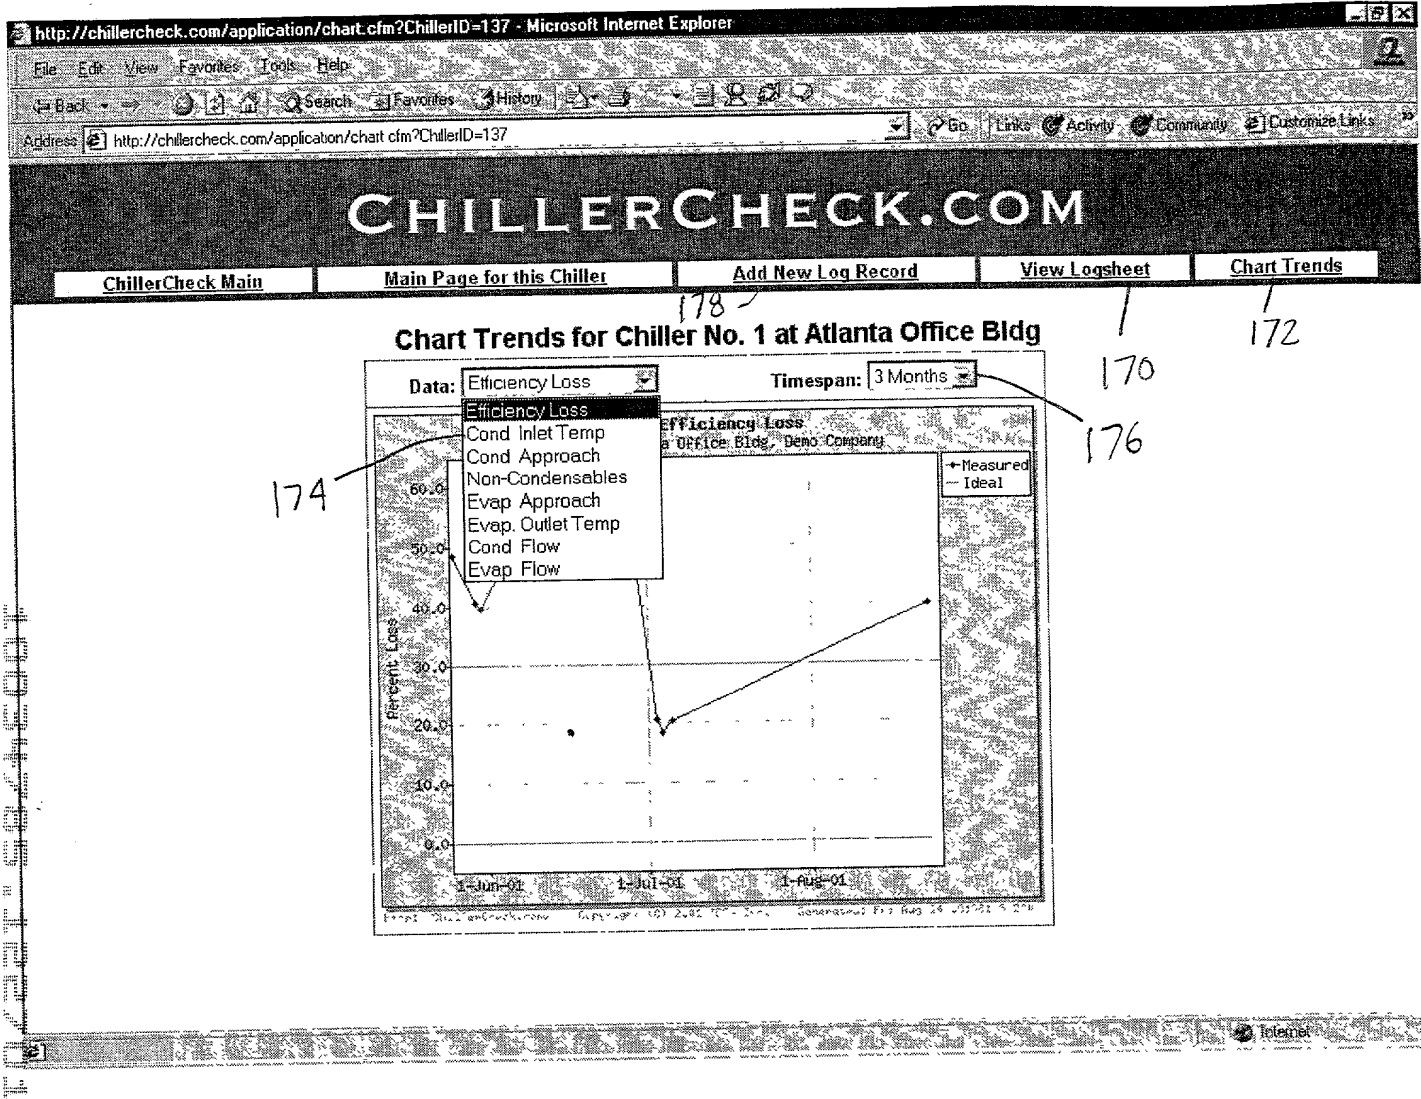 http://chillercheck.com/application/chart.cfm?ChillerID=137 - Microsoft Internet Explorer
File Edit View Favorites Tools Help
Back Search Favorites History
Address http://chillercheck.com/application/chart cfm?ChillerID=137 Go Links Activity Community Customize Links
CHILLERCHECK.COM
ChillerCheck Main Main Page for this Chiller Add New Log Record View Logsheet Chart Trends
178
170
172
Chart Trends for Chiller No. 1 at Atlanta Office Bldg
Data: Efficiency Loss Timespan: 3 Months
176
Efficiency Loss
Cond Inlet Temp
Cond Approach
Non-Condensables
Evap Approach
Evap. Outlet Temp
Cond Flow
Evap Flow
174
Efficiency Loss
a Office Bldg, Demo Company
Measured
Ideal
60.0
50.0
40.0
30.0
20.0
10.0
0.0
Percent Loss
1-Jun-01 1-Jul-01 1-Aug-01
Internet